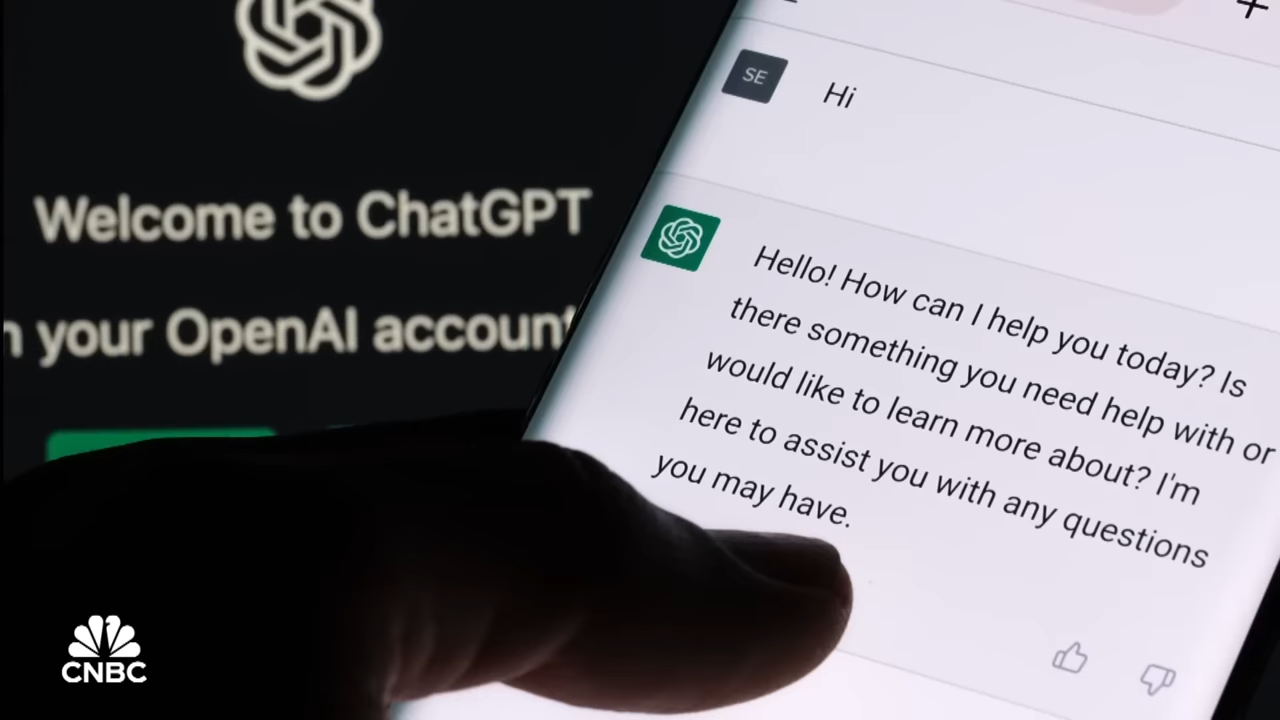 Welcome to ChatGPT
your OpenAI account
SE
Hi
Hello! How can I help you today? Is
there something you need help with or
would like to learn more about? I'm
here to assist you with any questions
you may have.
CNBC